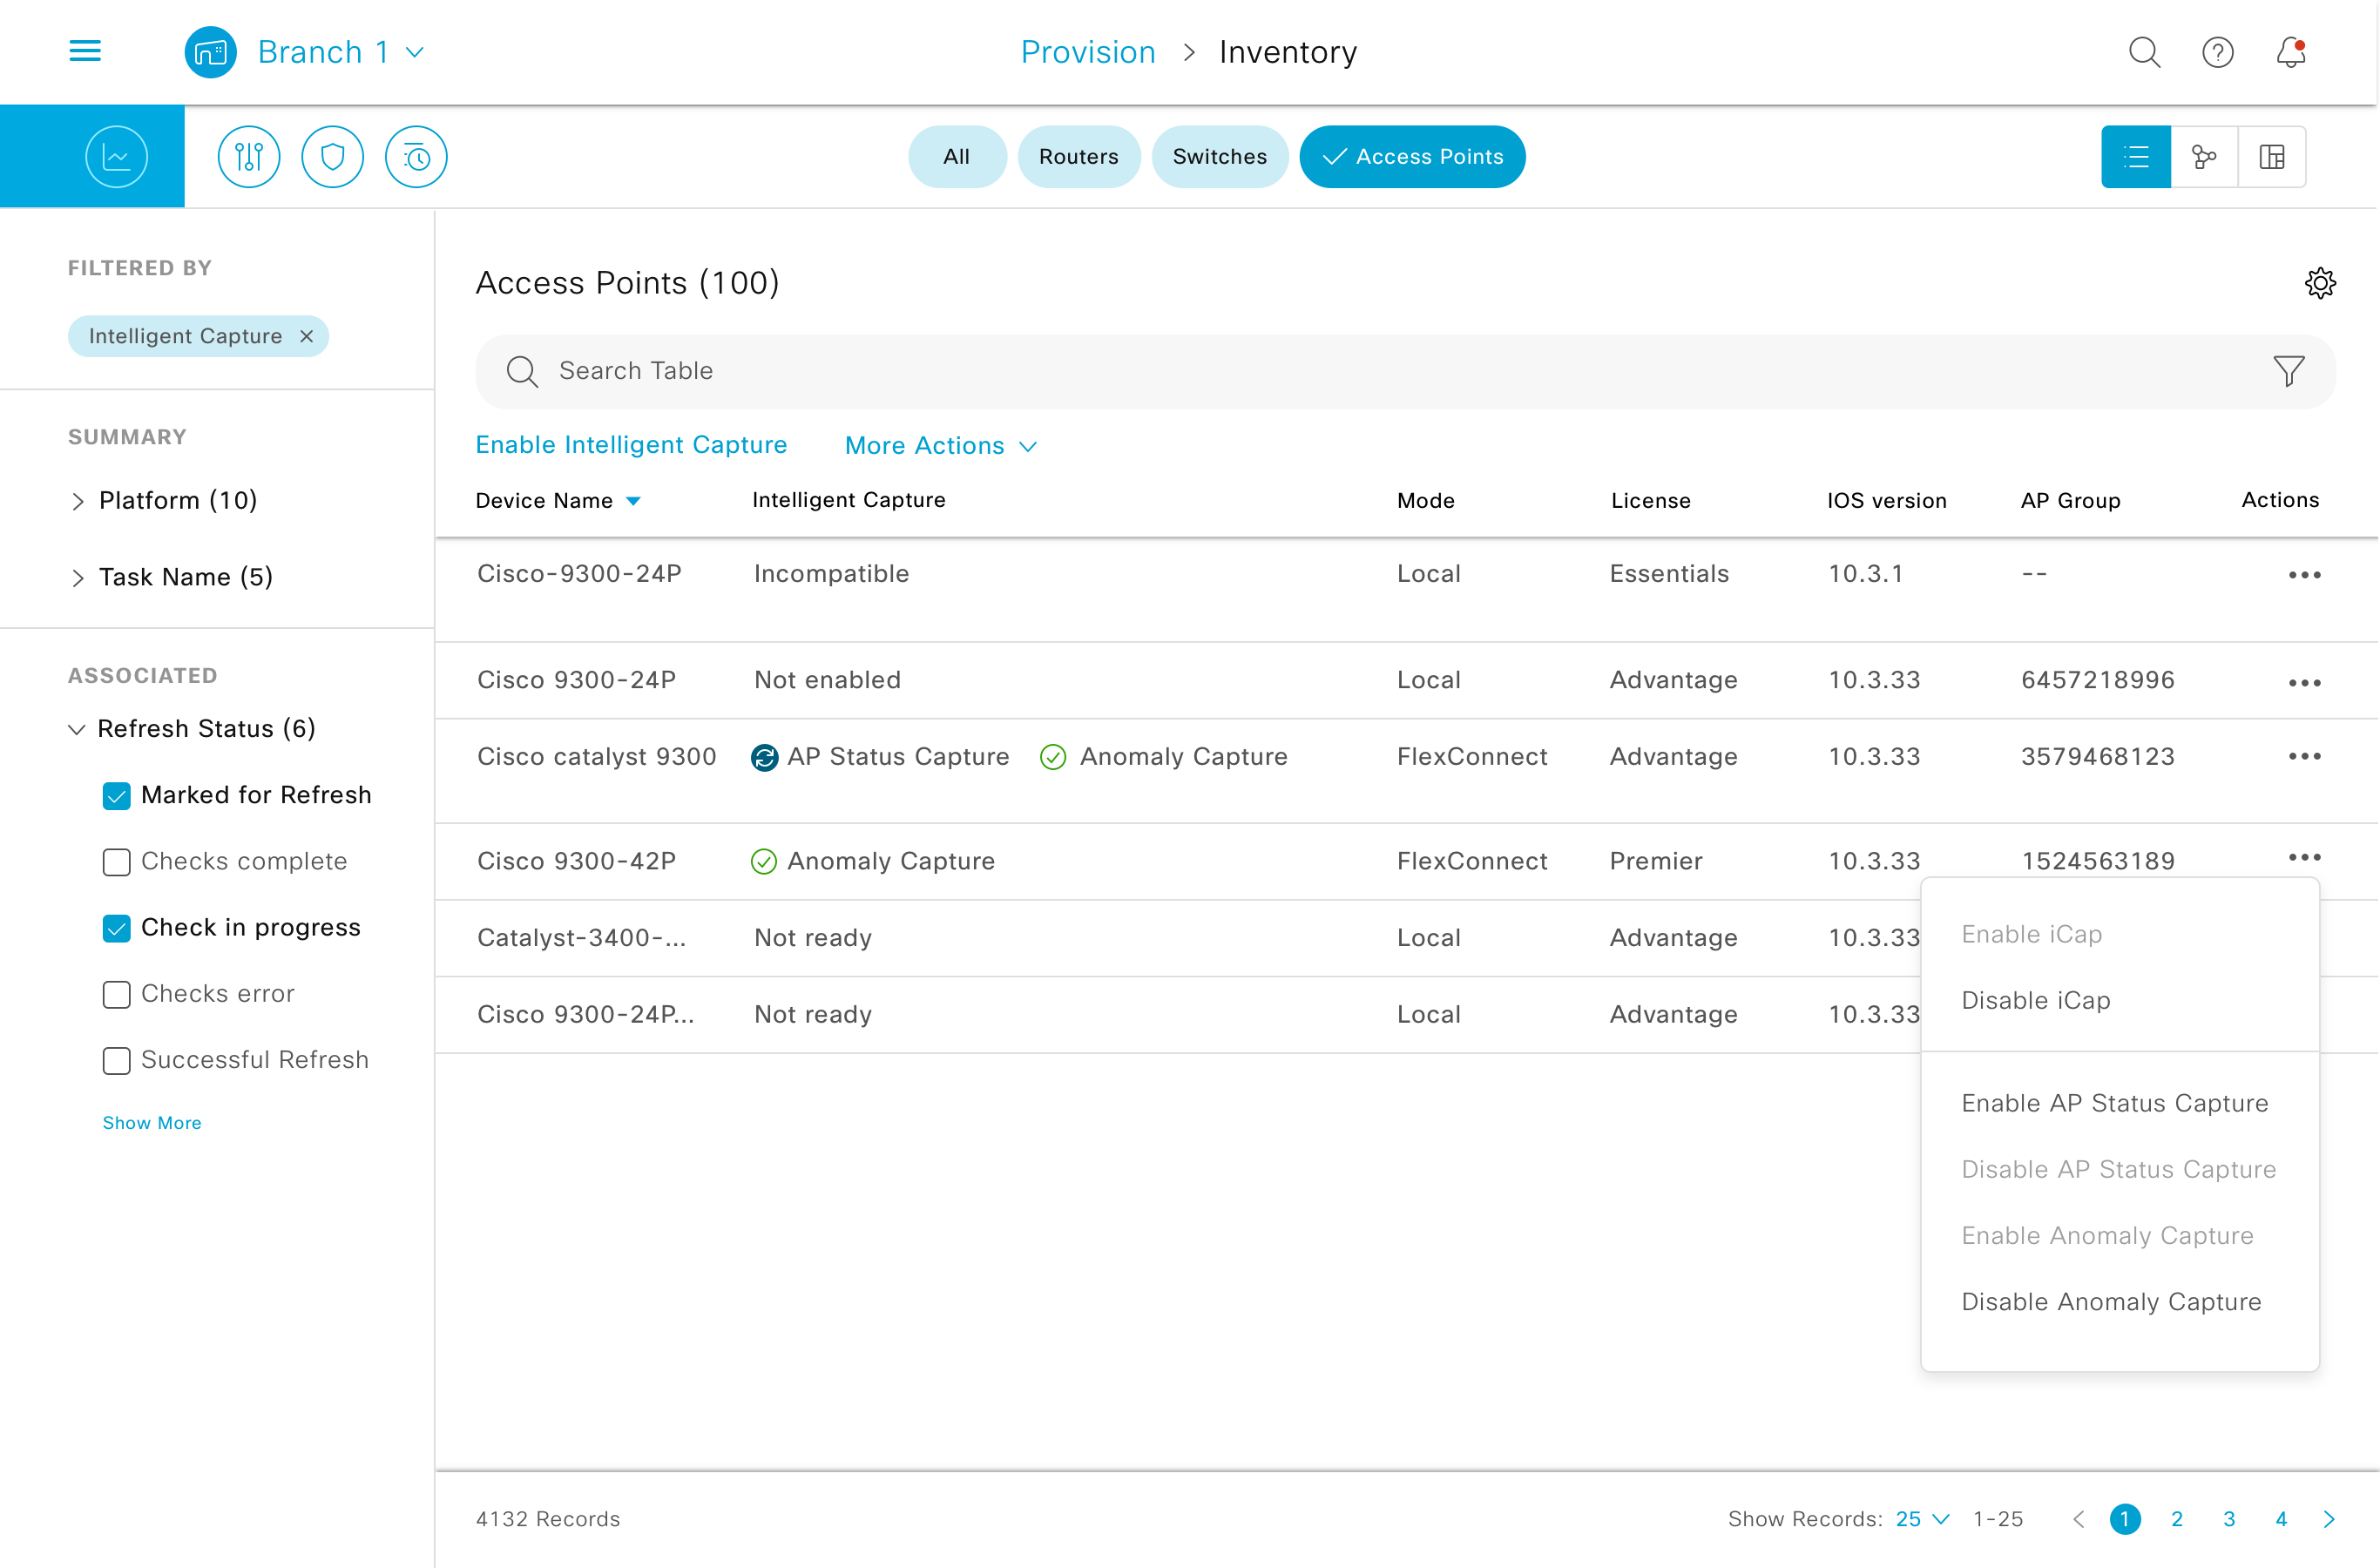 Branch 1
Provision > Inventory
All
Routers
Switches
Access Points
FILTERED BY
Intelligent Capture
SUMMARY
Platform (10)
Task Name (5)
ASSOCIATED
Refresh Status (6)
Marked for Refresh
Checks complete
Check in progress
Checks error
Successful Refresh
Show More
Access Points (100)
Search Table
Enable Intelligent Capture More Actions
Device Name Intelligent Capture Mode License IOS version AP Group Actions
Cisco-9300-24P Incompatible Local Essentials 10.3.1 --
Cisco 9300-24P Not enabled Local Advantage 10.3.33 6457218996
Cisco catalyst 9300 AP Status Capture Anomaly Capture FlexConnect Advantage 10.3.33 3579468123
Cisco 9300-42P Anomaly Capture FlexConnect Premier 10.3.33 1524563189
Catalyst-3400-... Not ready Local Advantage 10.3.33
Cisco 9300-24P... Not ready Local Advantage 10.3.33
Enable iCap
Disable iCap
Enable AP Status Capture
Disable AP Status Capture
Enable Anomaly Capture
Disable Anomaly Capture
4132 Records
Show Records: 25 1-25 1 2 3 4